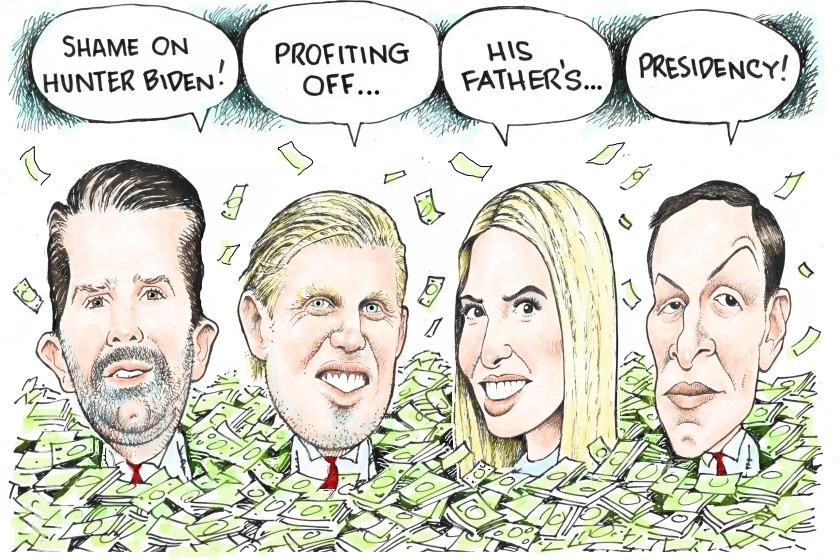 SHAME ON
HUNTER BIDEN!
PROFITING
OFF...
HIS
FATHER'S...
PRESIDENCY!